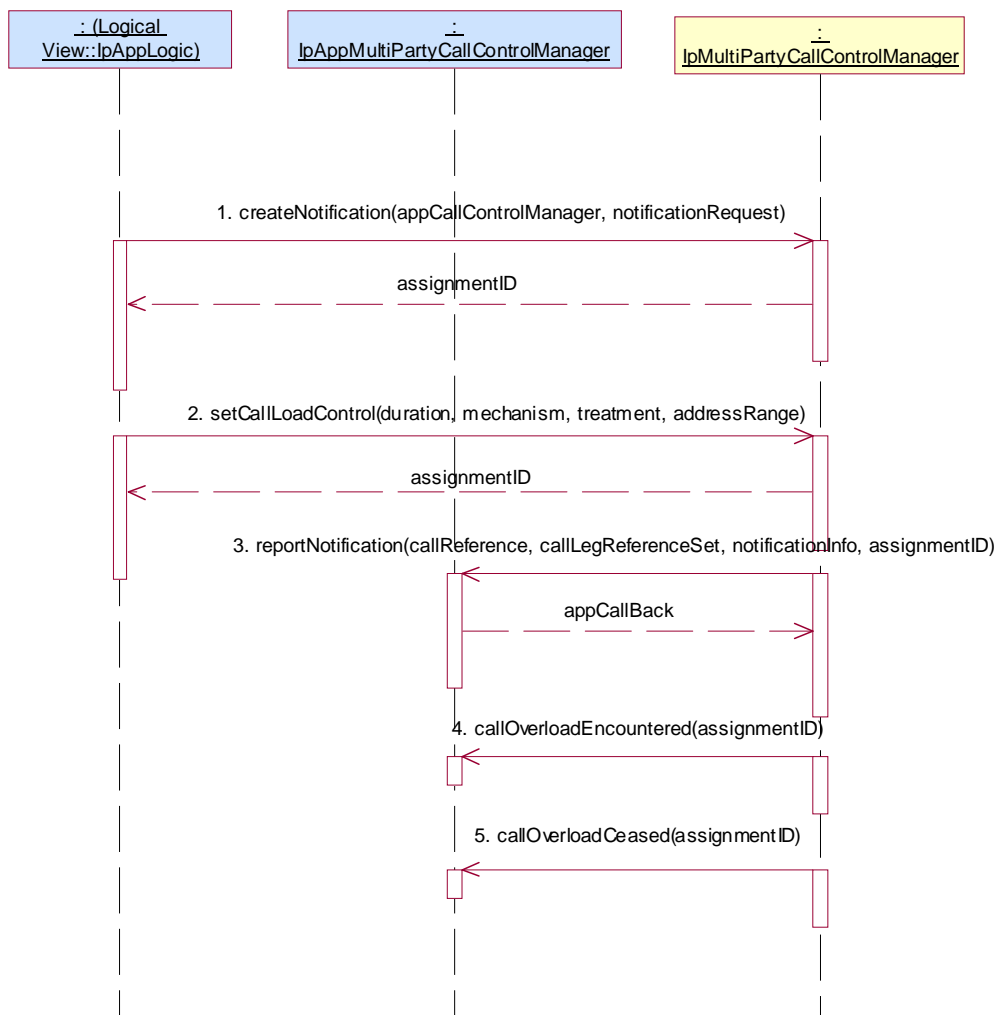 : (Logical
View::IpAppLogic)
:
IpAppMultiPartyCallControlManager
:
IpMultiPartyCallControlManager
1. createNotification(appCallControlManager, notificationRequest)
assignmentID
2. setCallLoadControl(duration, mechanism, treatment, addressRange)
assignmentID
3. reportNotification(callReference, callLegReferenceSet, notificationInfo, assignmentID)
appCallBack
4. callOverloadEncountered(assignmentID)
5. callOverloadCeased(assignmentID)